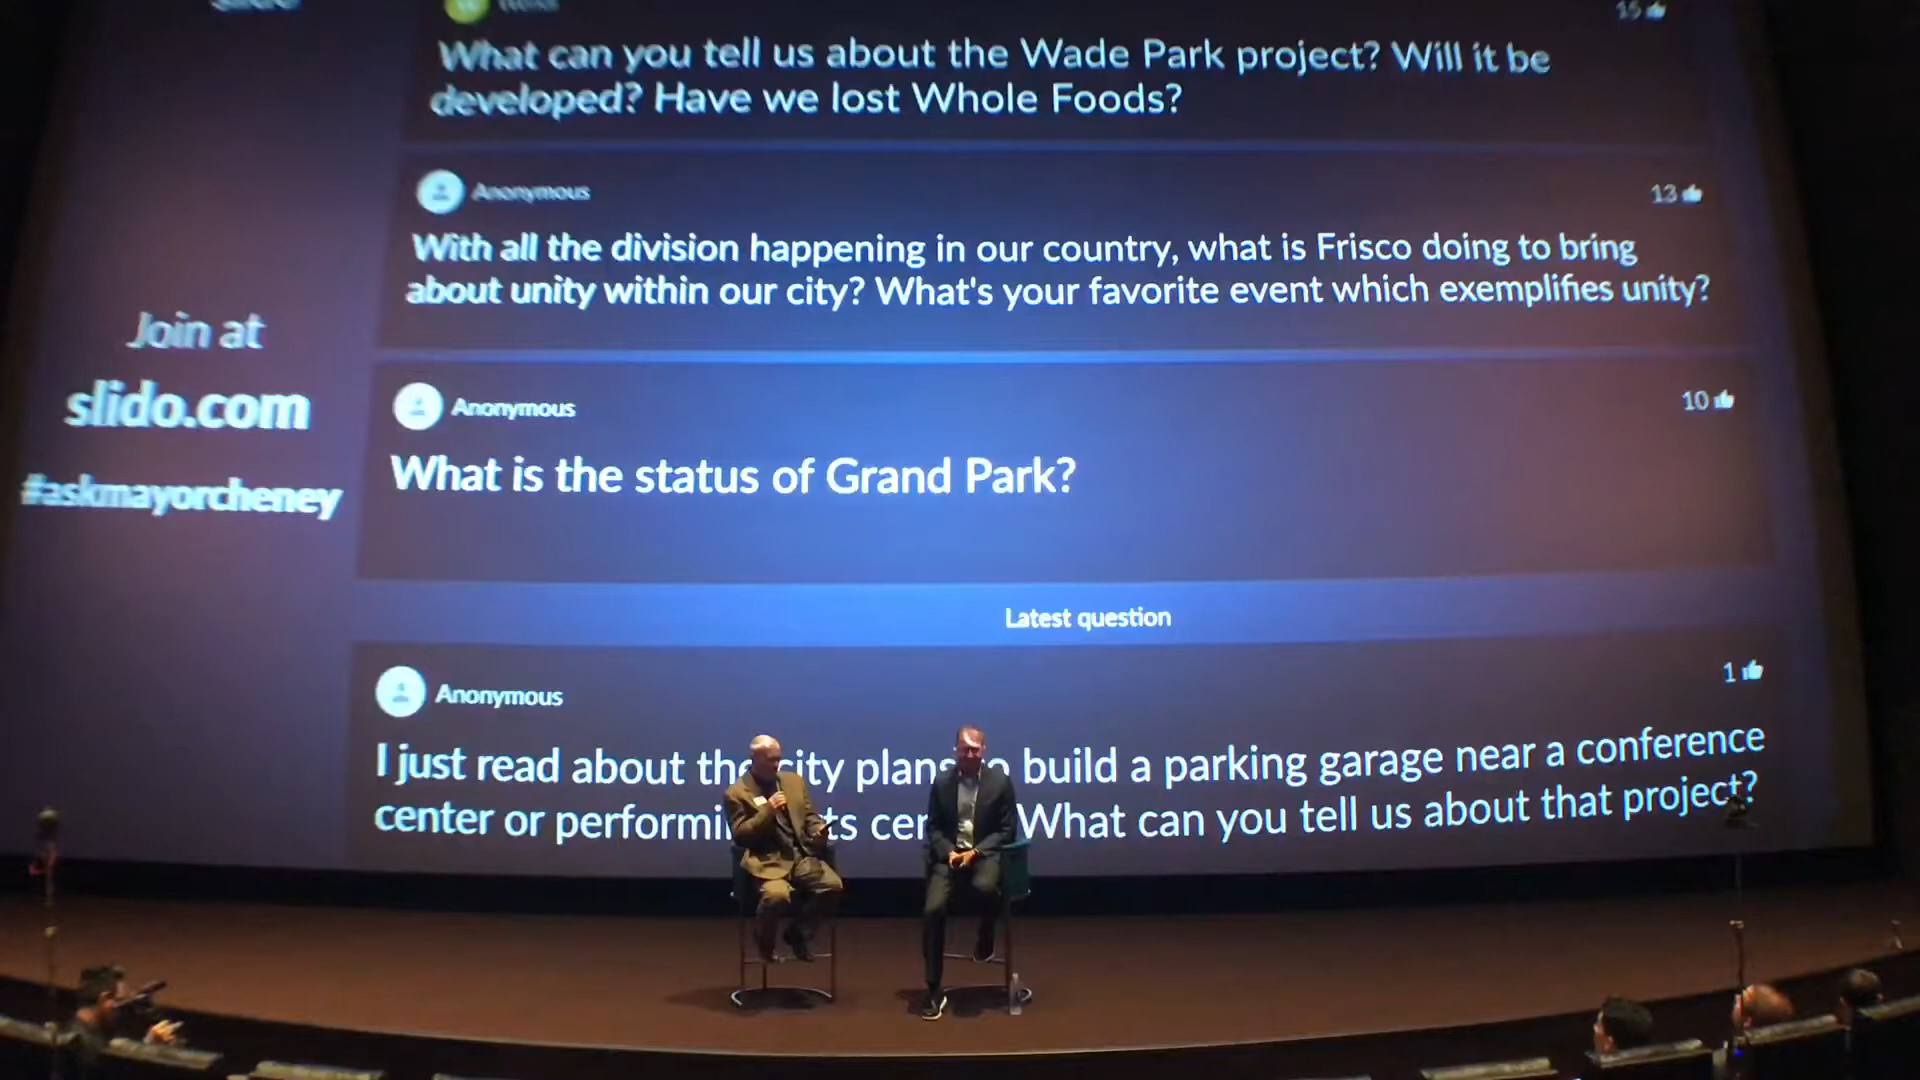 15
What can you tell us about the Wade Park project? Will it be
developed? Have we lost Whole Foods?
Anonymous
13
With all the division happening in our country, what is Frisco doing to bring
about unity within our city? What's your favorite event which exemplifies unity?
Join at
slido.com
#askmayorcheney
Anonymous
10
What is the status of Grand Park?
Latest question
Anonymous
1
I just read about the city plans build a parking garage near a conference
center or What can you tell us about that project?